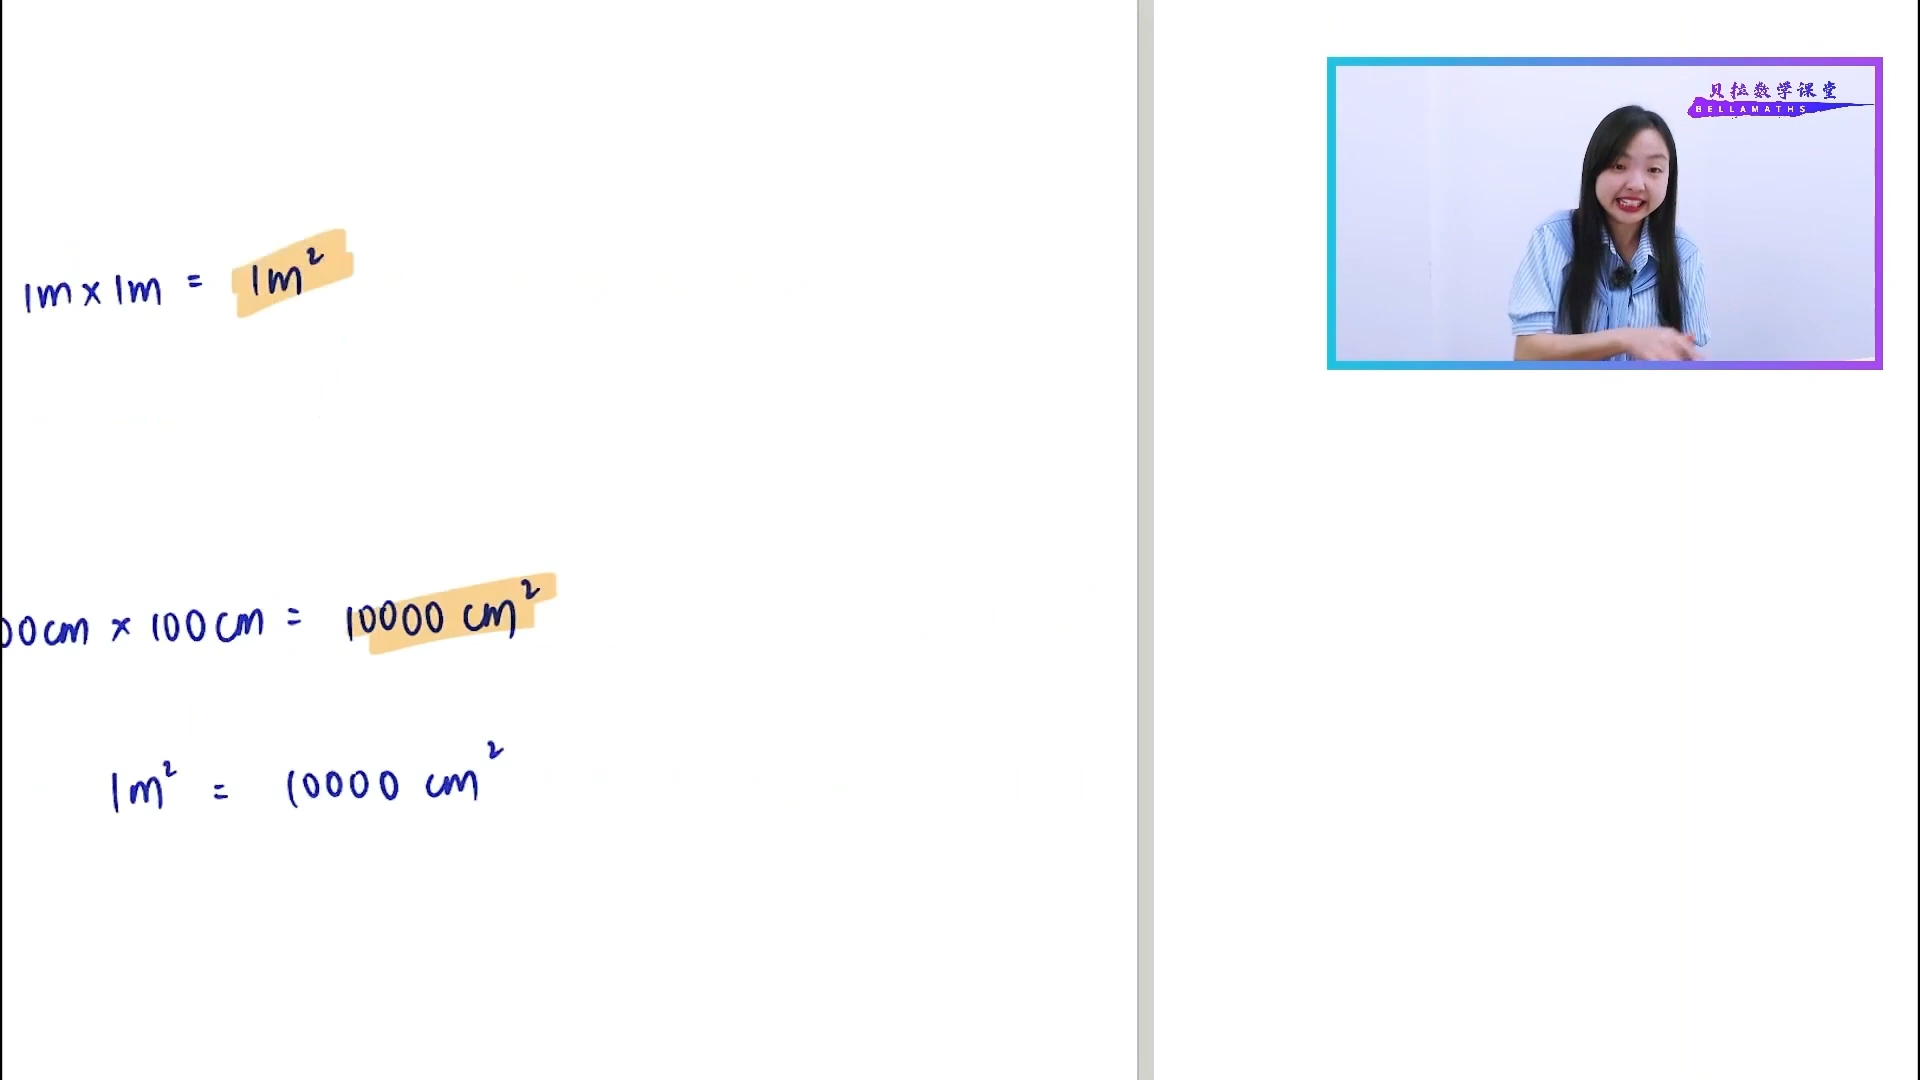 1m x 1m = 1m²
00cm x 100cm = 10000 cm²
1m² = 10000 cm²
贝拉数学课堂
BELLAMATHS